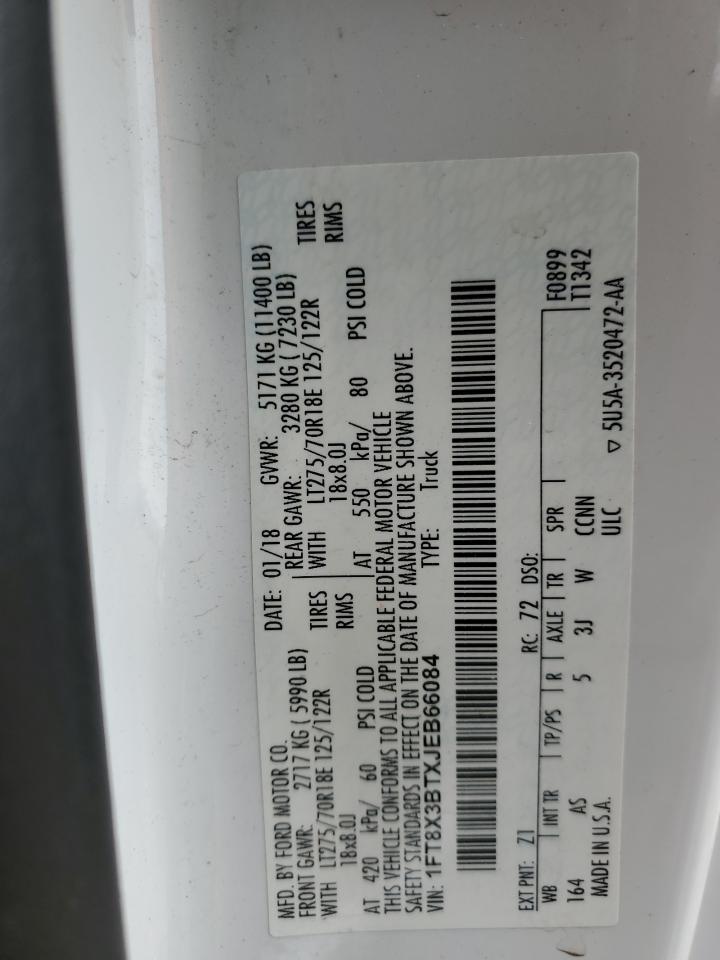 MFD. BY FORD MOTOR CO.
DATE: 01/18 GVWR: 5171 KG (11400 LB)
FRONT GAWR: 2717 KG ( 5990 LB) REAR GAWR: 3280 KG ( 7230 LB)
WITH LT275/70R18E 125/122R TIRES WITH LT275/70R18E 125/122R TIRES
18x8.0J RIMS 18x8.0J RIMS
AT 420 kPa/ 60 PSI COLD AT 550 kPa/ 80 PSI COLD
THIS VEHICLE CONFORMS TO ALL APPLICABLE FEDERAL MOTOR VEHICLE
SAFETY STANDARDS IN EFFECT ON THE DATE OF MANUFACTURE SHOWN ABOVE.
VIN: 1FT8X3BTXJEB66084 TYPE: Truck
EXT PNT: Z1 RC: 72 DSO:
WB INT TR TP/PS R AXLE TR SPR F0899
164 AS 5 3J W CCNN T1342
MADE IN U.S.A. ULC
▽ 5U5A-3520472-AA